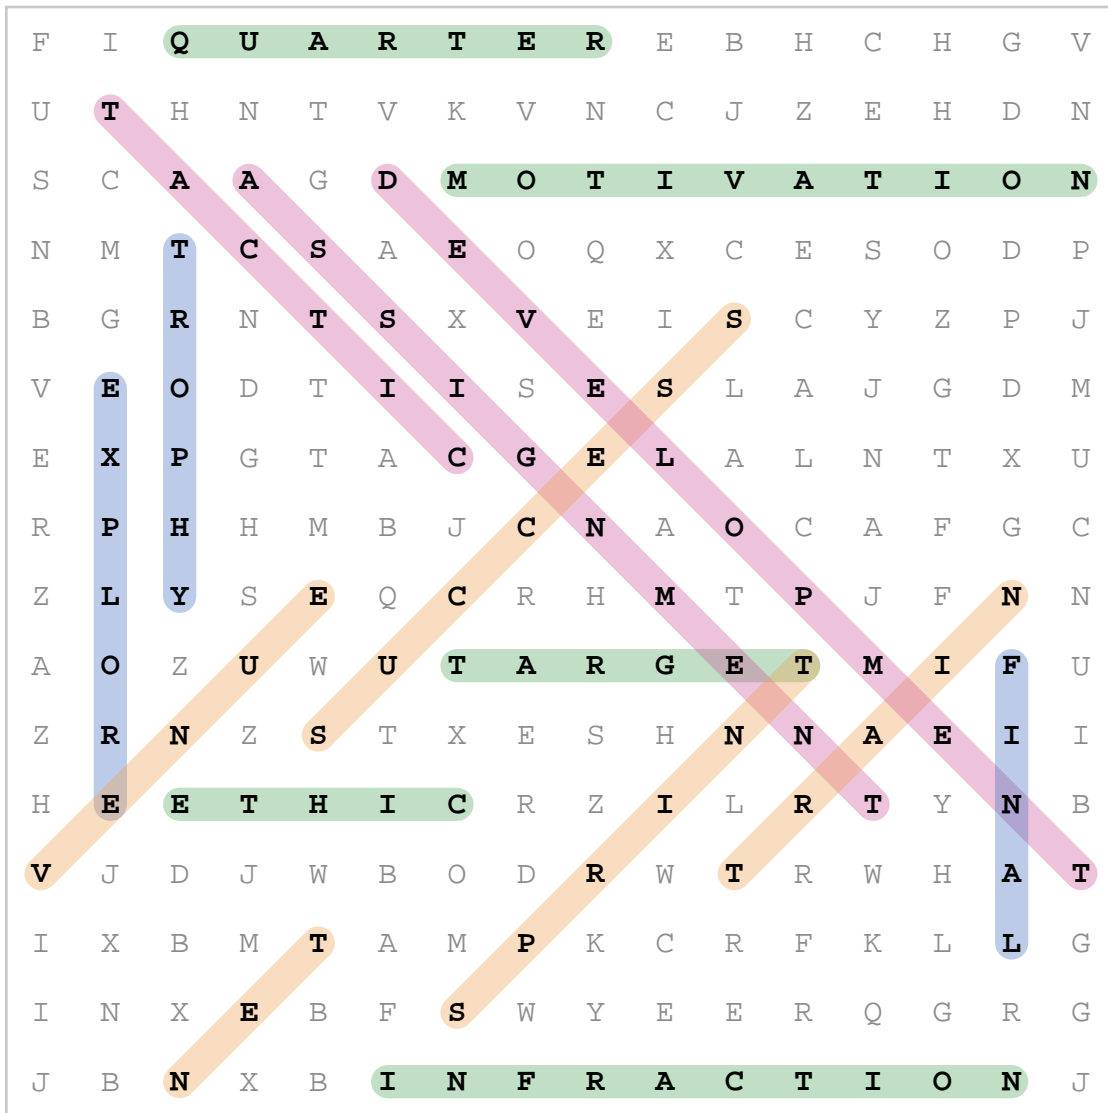 F I Q U A R T E R E B H C H G V
U T H N T V K V N C J Z E H D N
S C A A G D M O T I V A T I O N
N M T C S A E O Q X C E S O D P
B G R N T S X V E I S C Y Z P J
V E O D T I I S E S L A J G D M
E X P G T A C G E L A L N T X U
R P H H M B J C N A O C A F G C
Z L Y S E Q C R H M T P J F N N
A O Z U W U T A R G E T M I F U
Z R N Z S T X E S H N N A E I I
H E E T H I C R Z I L R T Y N B
V J D J W B O D R W T R W H A T
I X B M T A M P K C R F K L L G
I N X E B F S W Y E E R Q G R G
J B N X B I N F R A C T I O N J